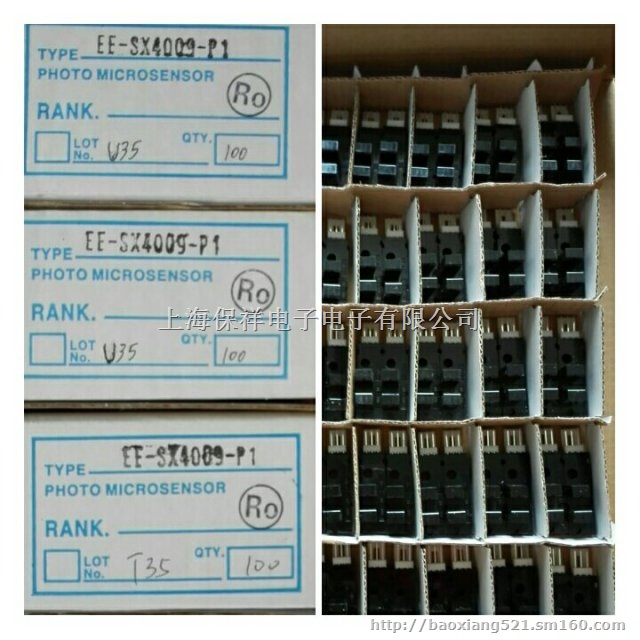 TYPE EE-SX4009-P1
PHOTO MICROSENSOR
Ro
RANK.
LOT No. U35 QTY. 100
TYPE EE-SX4009-P1
PHOTO MICROSENSOR
Ro
RANK.
LOT No. U35 QTY. 100
上海保祥电子电子有限公司
TYPE EE-SX4009-P1
PHOTO MICROSENSOR
Ro
RANK.
LOT No. T35 QTY. 100
http://baoxiang521.sm160.com/